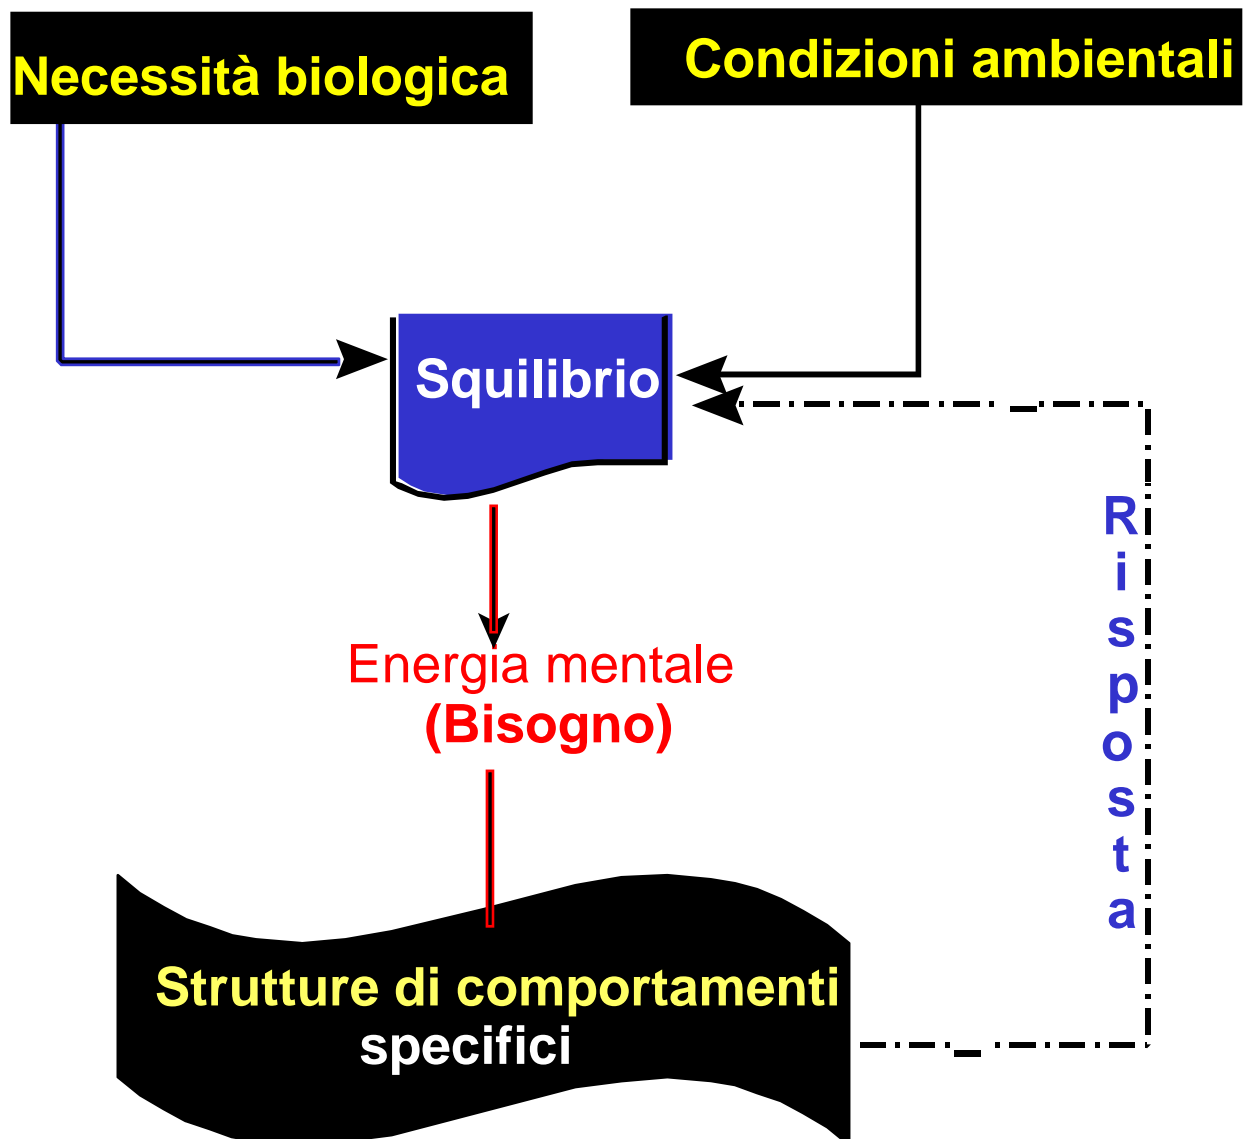 Necessità biologica
Condizioni ambientali
Squilibrio
Energia mentale
(Bisogno)
Risposta
Strutture di comportamenti
specifici